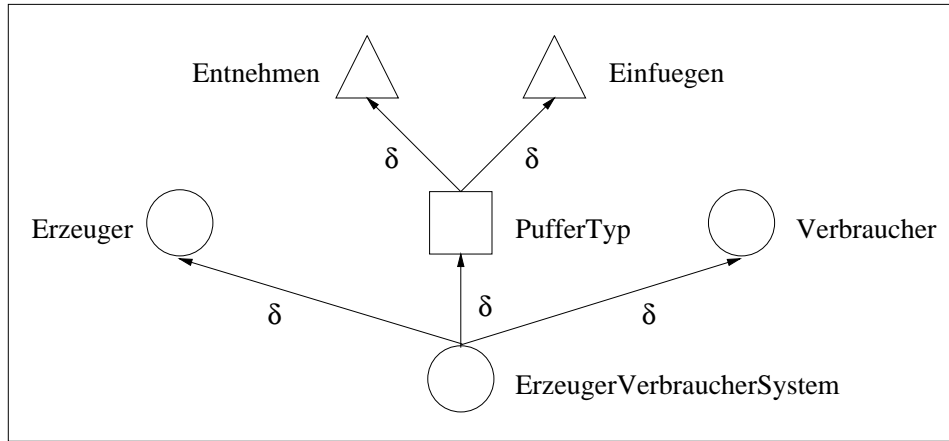 Entnehmen
Einfuegen
δ
δ
Erzeuger
PufferTyp
Verbraucher
δ
δ
δ
ErzeugerVerbraucherSystem